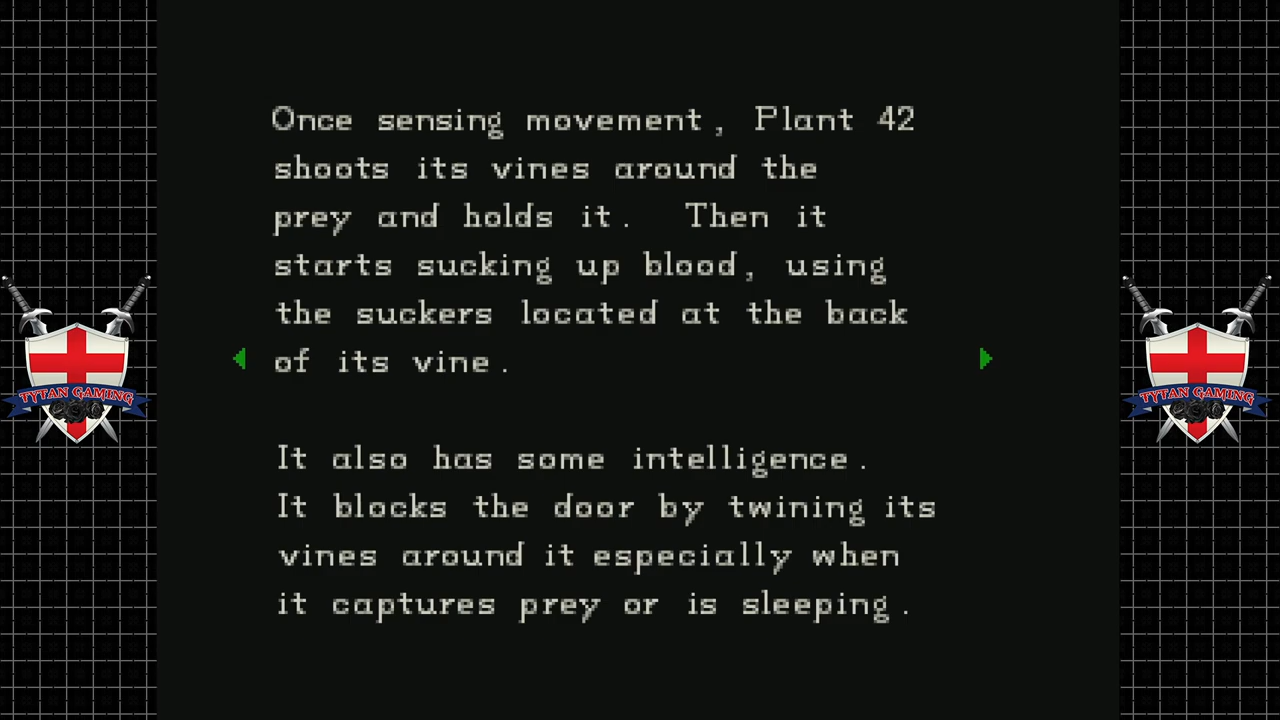 Once sensing movement, Plant 42
shoots its vines around the
prey and holds it. Then it
starts sucking up blood, using
the suckers located at the back
of its vine.
It also has some intelligence.
It blocks the door by twining its
vines around it especially when
it captures prey or is sleeping.
TYTAN GAMING
TYTAN GAMING